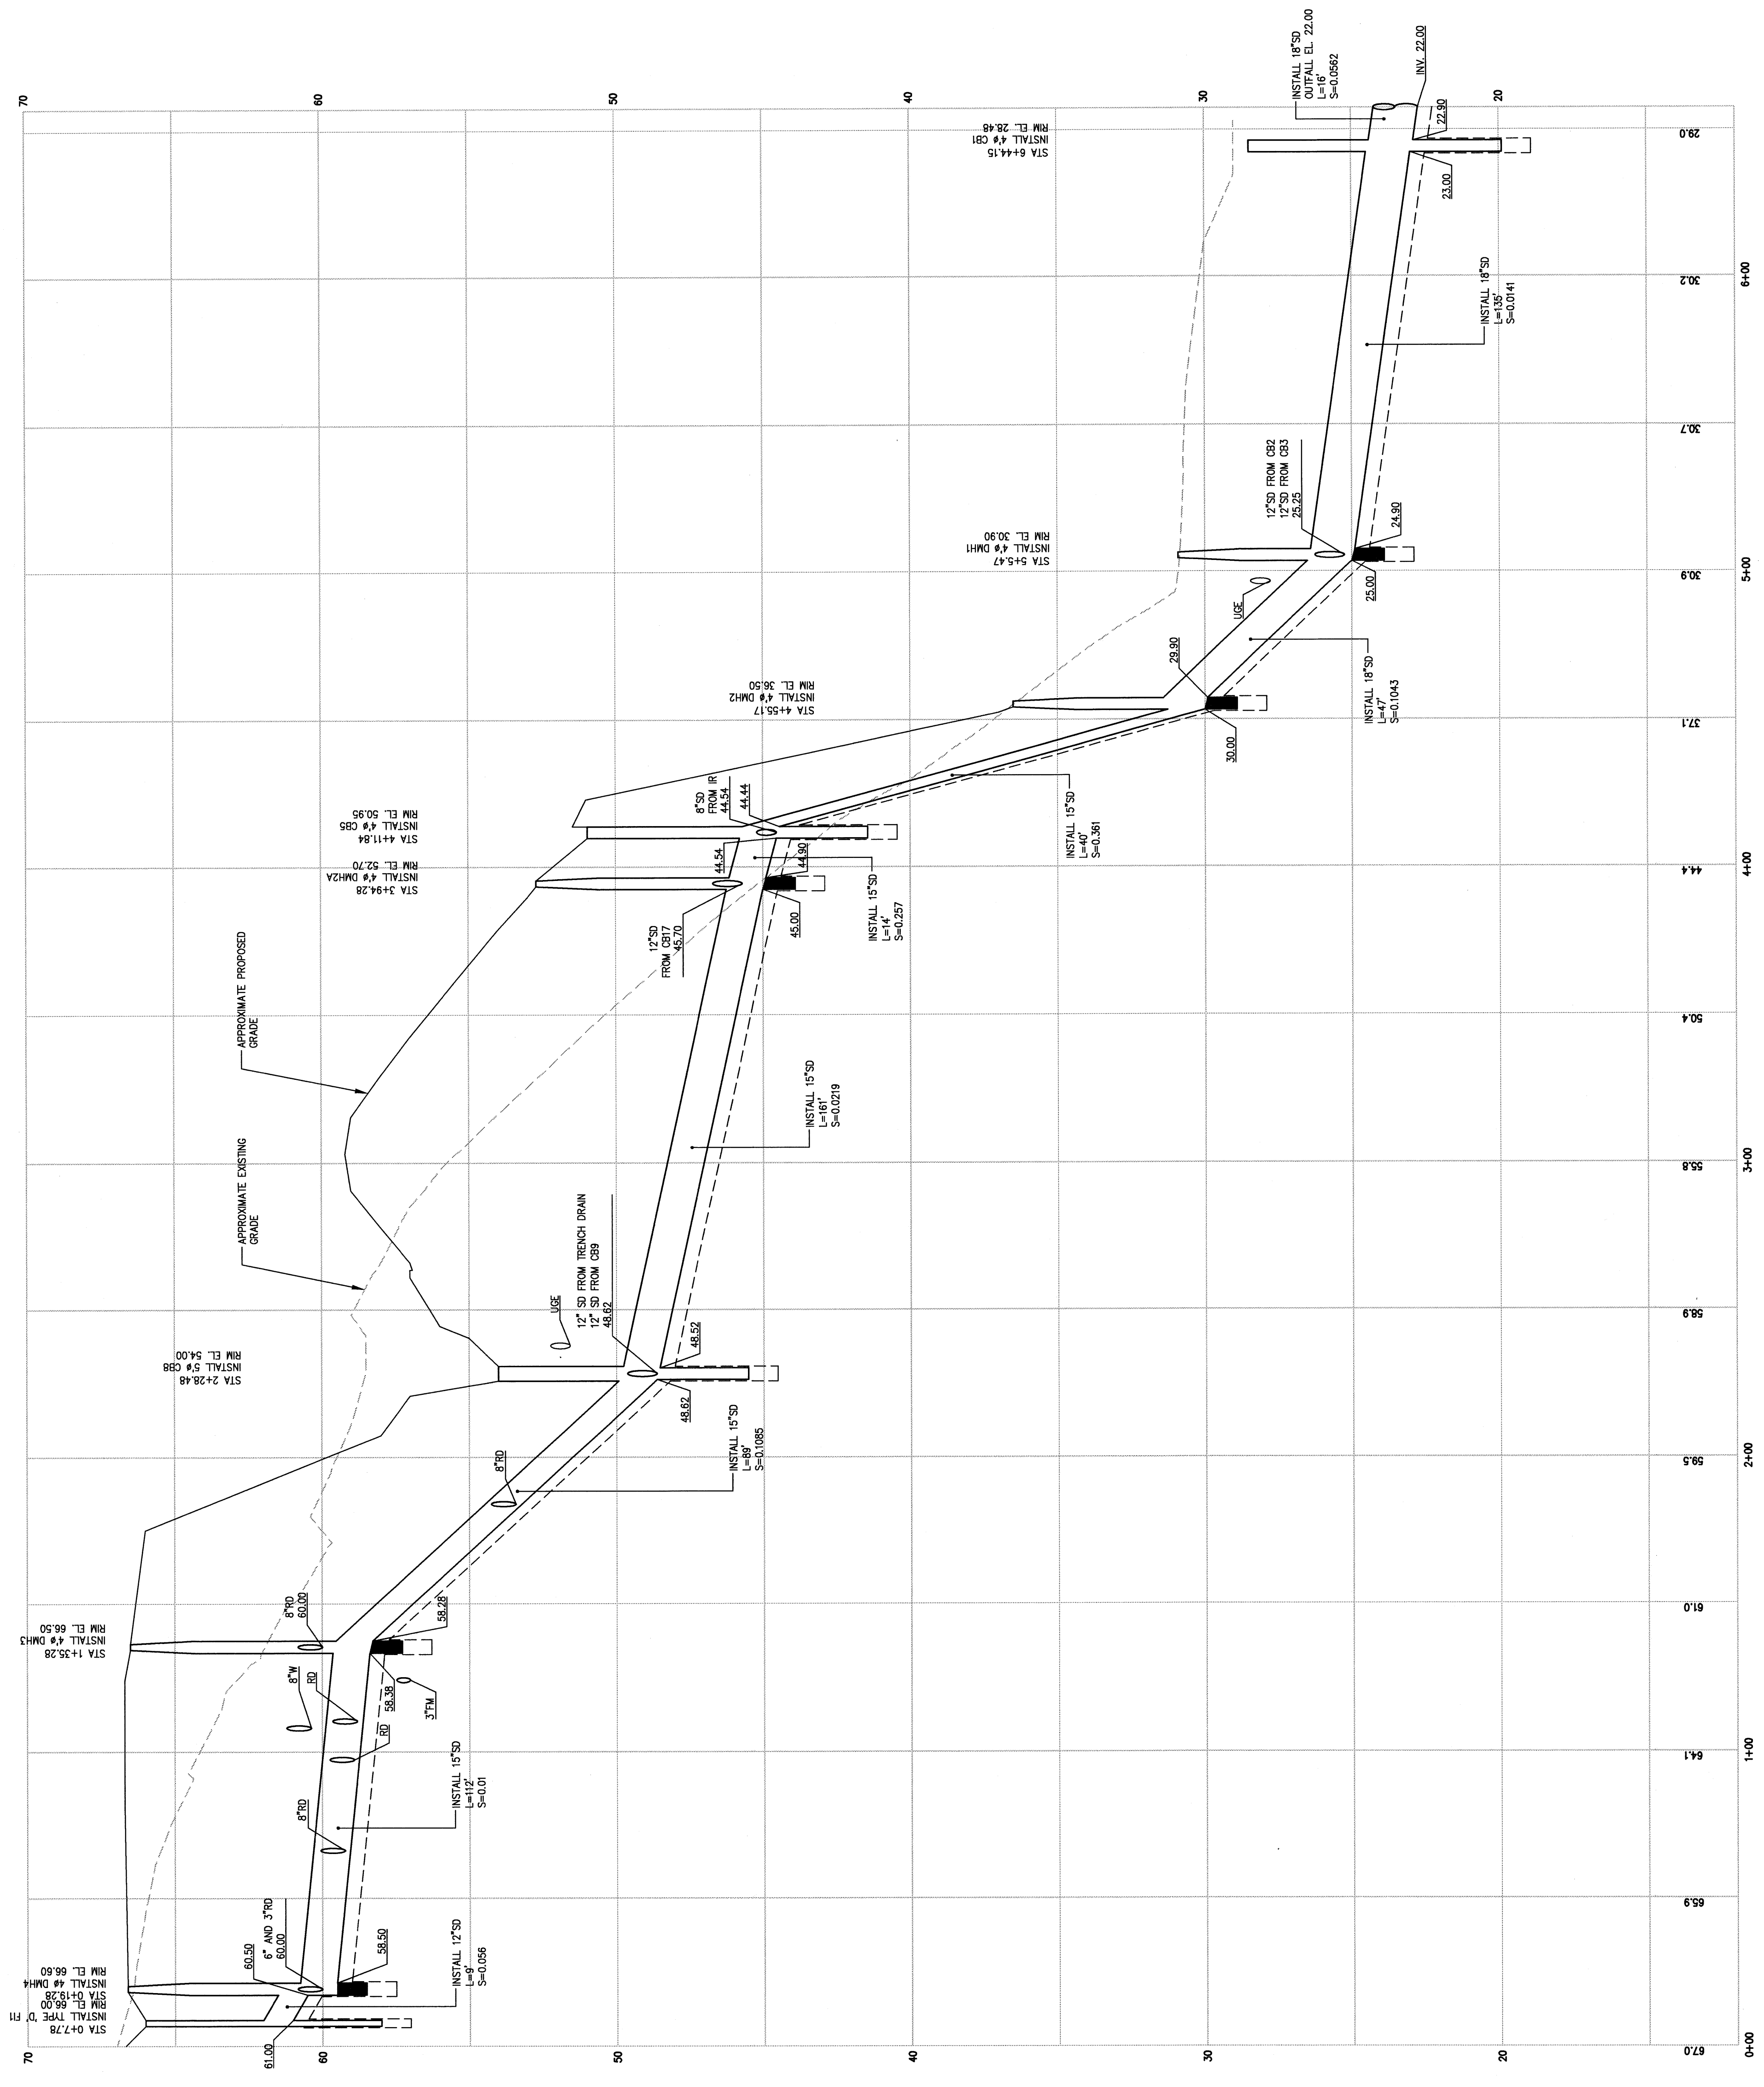 70
60
50
40
30
20
STA 6+44.15
INSTALL 4'ø CB1
RIM EL. 28.48
INSTALL 18"SD
OUTFALL EL. 22.00
L=16'
S=0.0562
INV. 22.00
22.90
23.00
29.0
INSTALL 18"SD
L=135'
S=0.0141
30.2
6+00
30.7
12"SD FROM CB2
12"SD FROM CB3
25.25
24.90
STA 5+5.47
INSTALL 4'ø DMH1
RIM EL. 30.90
UGE
25.00
30.9
5+00
29.90
INSTALL 18"SD
L=47'
S=0.1043
STA 4+55.17
INSTALL 4'ø DMH2
RIM EL. 36.50
30.00
37.1
8"SD
FROM IR
44.54
44.44
INSTALL 15"SD
L=40'
S=0.361
STA 4+11.84
INSTALL 4'ø CB5
RIM EL. 50.95
STA 3+94.28
INSTALL 4'ø DMH2A
RIM EL. 52.70
44.54
44.90
INSTALL 15"SD
L=14'
S=0.257
44.4
4+00
12"SD
FROM CB17
45.70
45.00
APPROXIMATE PROPOSED
GRADE
50.4
INSTALL 15"SD
L=161'
S=0.0219
APPROXIMATE EXISTING
GRADE
55.8
3+00
12" SD FROM TRENCH DRAIN
12" SD FROM CB9
48.62
UGE
48.52
58.9
STA 2+28.48
INSTALL 5'ø CB8
RIM EL. 54.00
48.62
INSTALL 15"SD
L=89'
S=0.1085
8"RD
59.5
2+00
8"RD
60.00
58.28
61.0
STA 1+35.28
INSTALL 4'ø DMH3
RIM EL. 66.50
8"W
RD
58.38
3"FM
RD
64.1
1+00
INSTALL 15"SD
L=112'
S=0.01
8"RD
65.9
6" AND 3"RD
60.00
60.50
58.50
INSTALL 12"SD
L=9'
S=0.056
STA 0+19.28
INSTALL 4ø DMH4
RIM EL. 66.60
STA 0+7.78
INSTALL TYPE 'D' FI1
RIM EL. 66.00
61.00
67.0
0+00
70
60
50
40
30
20